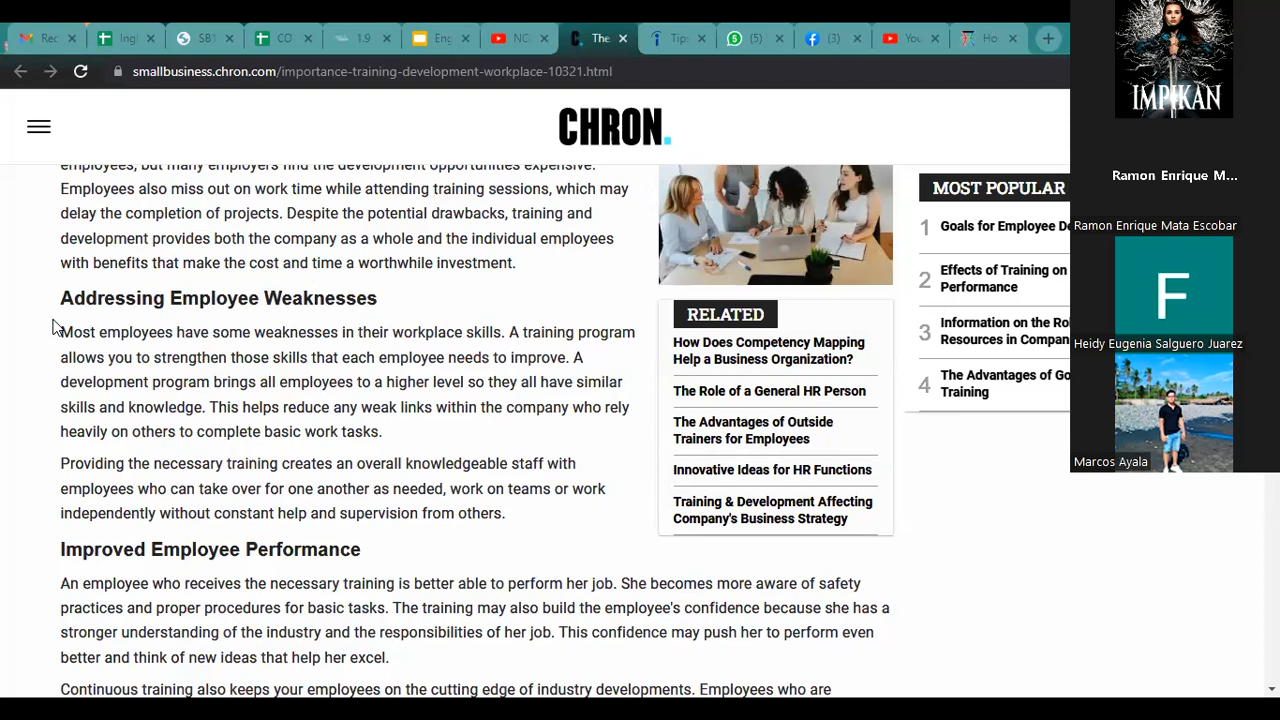 Rec
Ingl
SB1
CO
1.9
Eng
NC
The
Tips
(5)
(3)
You
Ho
smallbusiness.chron.com/importance-training-development-workplace-10321.html
CHRON.
employees, but many employers find the development opportunities expensive.
Employees also miss out on work time while attending training sessions, which may
delay the completion of projects. Despite the potential drawbacks, training and
development provides both the company as a whole and the individual employees
with benefits that make the cost and time a worthwhile investment.
Addressing Employee Weaknesses
Most employees have some weaknesses in their workplace skills. A training program
allows you to strengthen those skills that each employee needs to improve. A
development program brings all employees to a higher level so they all have similar
skills and knowledge. This helps reduce any weak links within the company who rely
heavily on others to complete basic work tasks.
Providing the necessary training creates an overall knowledgeable staff with
employees who can take over for one another as needed, work on teams or work
independently without constant help and supervision from others.
Improved Employee Performance
An employee who receives the necessary training is better able to perform her job. She becomes more aware of safety
practices and proper procedures for basic tasks. The training may also build the employee's confidence because she has a
stronger understanding of the industry and the responsibilities of her job. This confidence may push her to perform even
better and think of new ideas that help her excel.
Continuous training also keeps your employees on the cutting edge of industry developments. Employees who are
RELATED
How Does Competency Mapping
Help a Business Organization?
The Role of a General HR Person
The Advantages of Outside
Trainers for Employees
Innovative Ideas for HR Functions
Training & Development Affecting
Company's Business Strategy
MOST POPULAR
1 Goals for Employee De
2 Effects of Training on
Performance
3 Information on the Rol
Resources in Compan
4 The Advantages of Go
Training
IMPIKAN
Ramon Enrique M...
Ramon Enrique Mata Escobar
F
Heidy Eugenia Salguero Juarez
Marcos Ayala